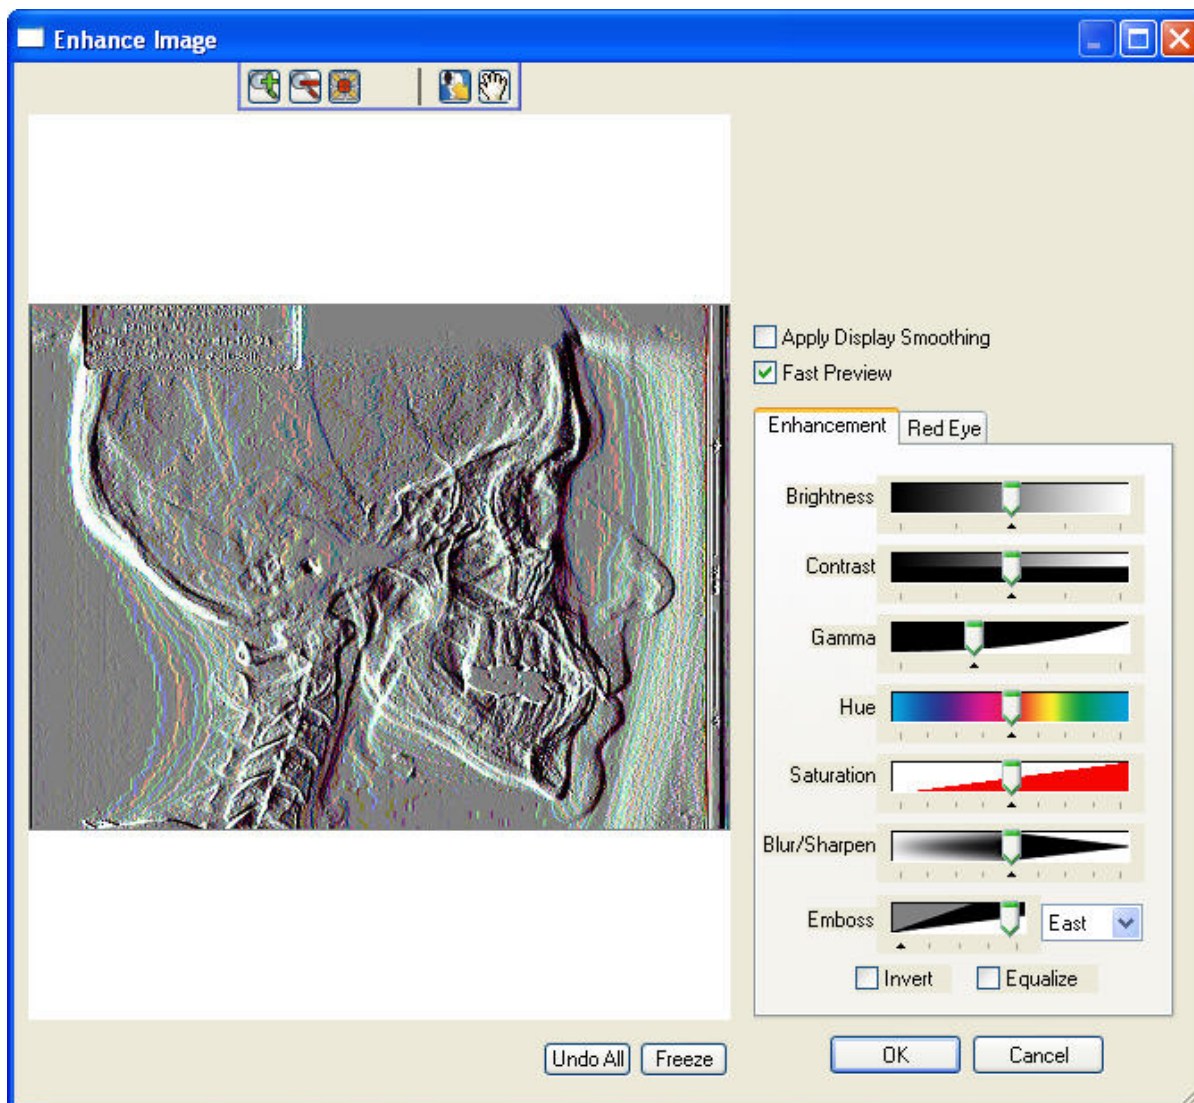 Enhance Image
Apply Display Smoothing
Fast Preview
Enhancement
Red Eye
Brightness
Contrast
Gamma
Hue
Saturation
Blur/Sharpen
Emboss
East
Invert
Equalize
Undo All
Freeze
OK
Cancel